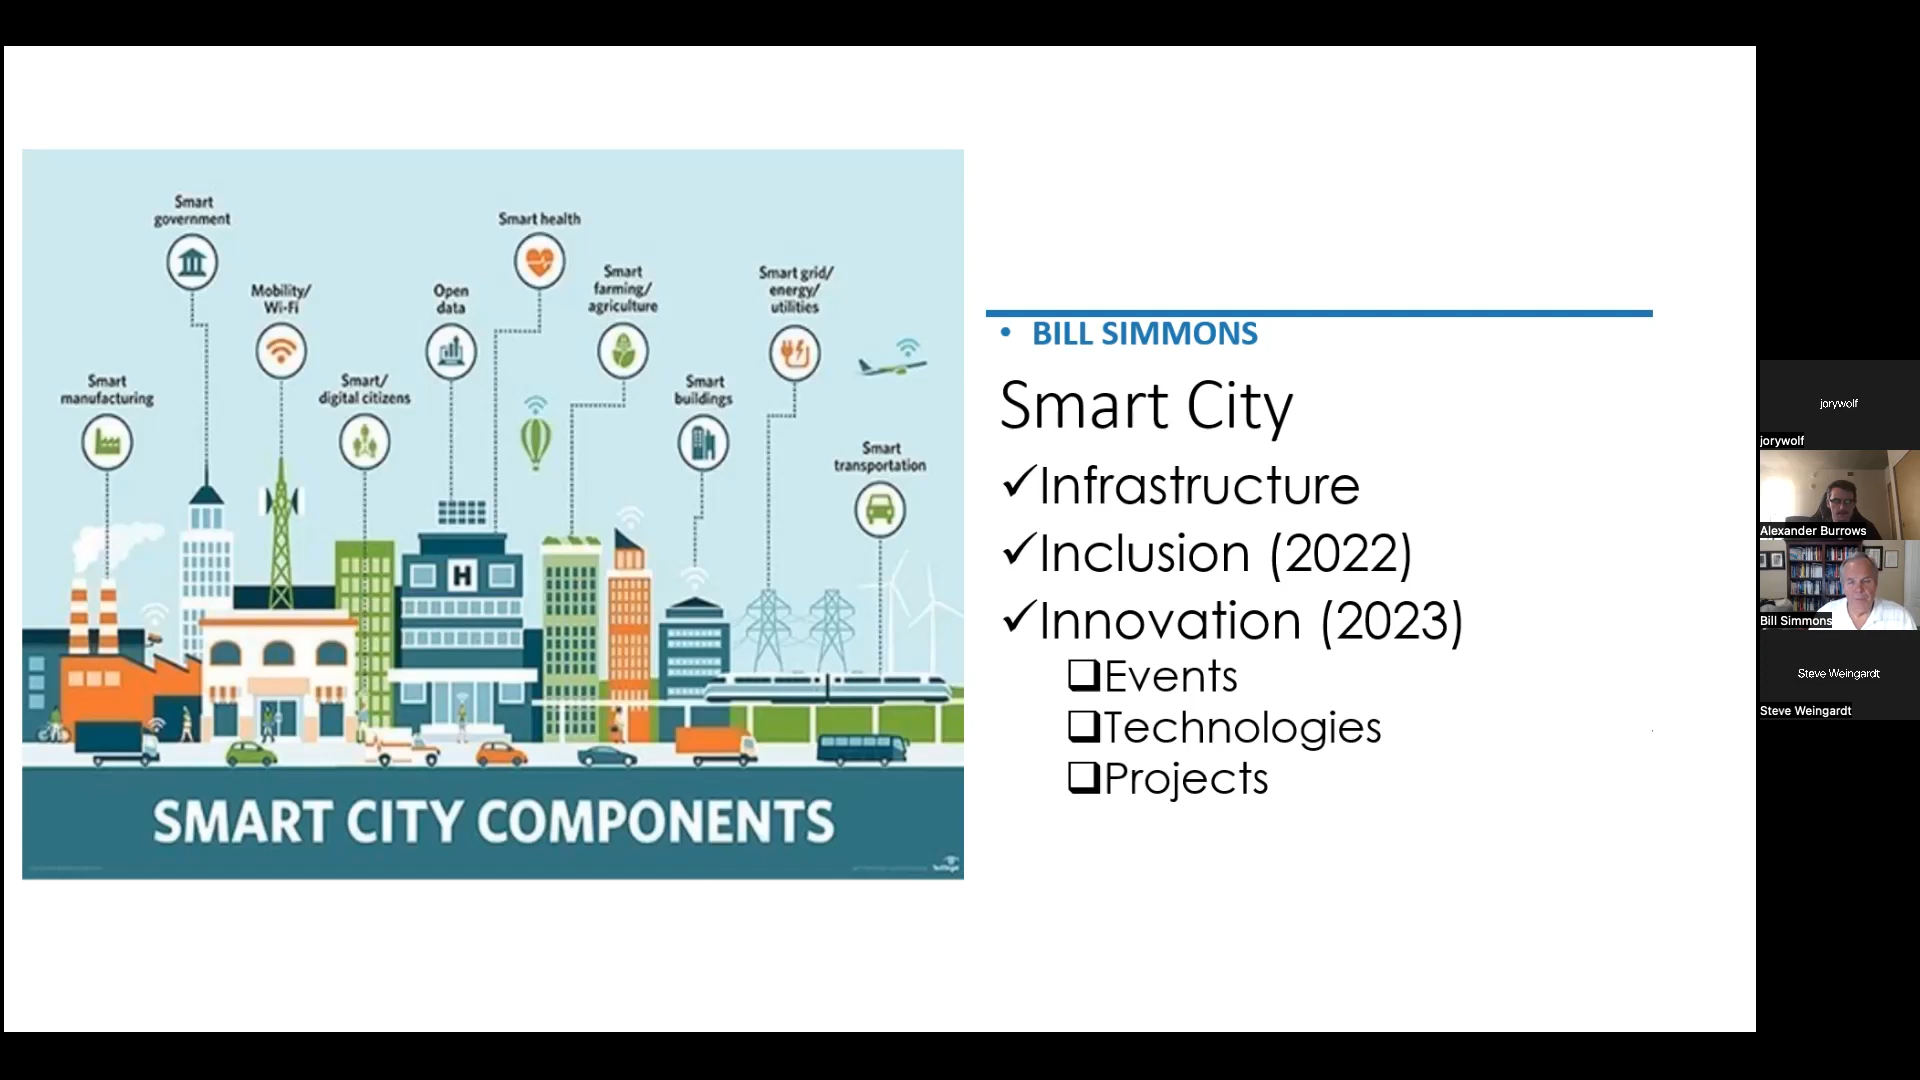 Smart
government
Smart health
Smart
farming/
agriculture
Smart grid/
energy/
utilities
Mobility/
Wi-Fi
Open
data
Smart
manufacturing
Smart/
digital citizens
Smart
buildings
Smart
transportation
H
SMART CITY COMPONENTS
• BILL SIMMONS
Smart City
✓Infrastructure
✓Inclusion (2022)
✓Innovation (2023)
❑Events
❑Technologies
❑Projects
jorywolf
jorywolf
Alexander Burrows
Bill Simmons
Steve Weingardt
Steve Weingardt